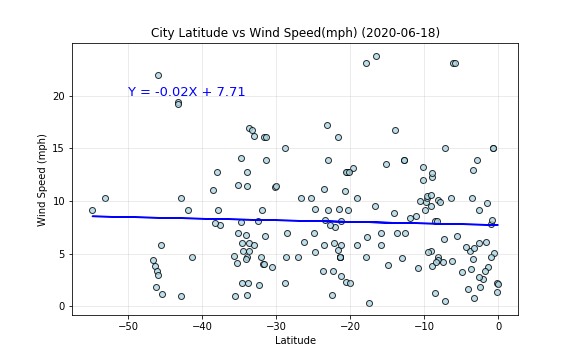 City Latitude vs Wind Speed(mph) (2020-06-18)
Y = -0.02X + 7.71
Wind Speed (mph)
20
15
10
5
0
−50 −40 −30 −20 −10 0
Latitude